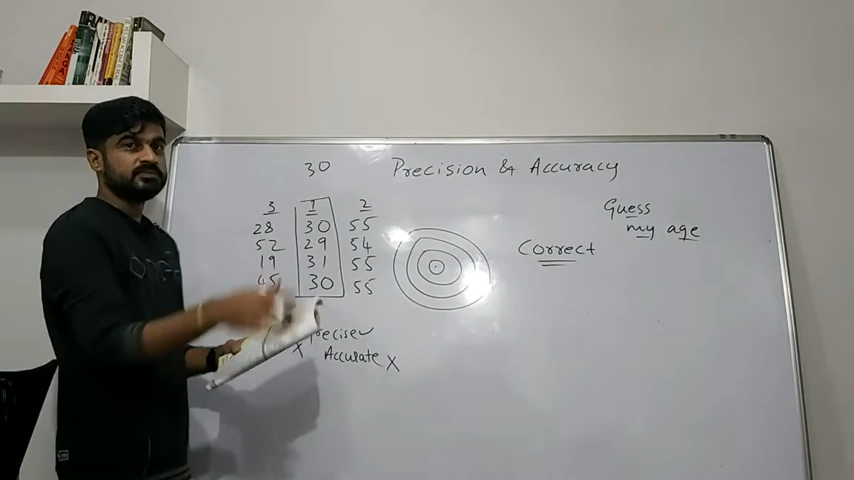 30 Precision & Accuracy
3 1 2
28 30 55
52 29 54
19 31 55
45 30 55
Guess
my age
Correct
Precise ✓
X Accurate X